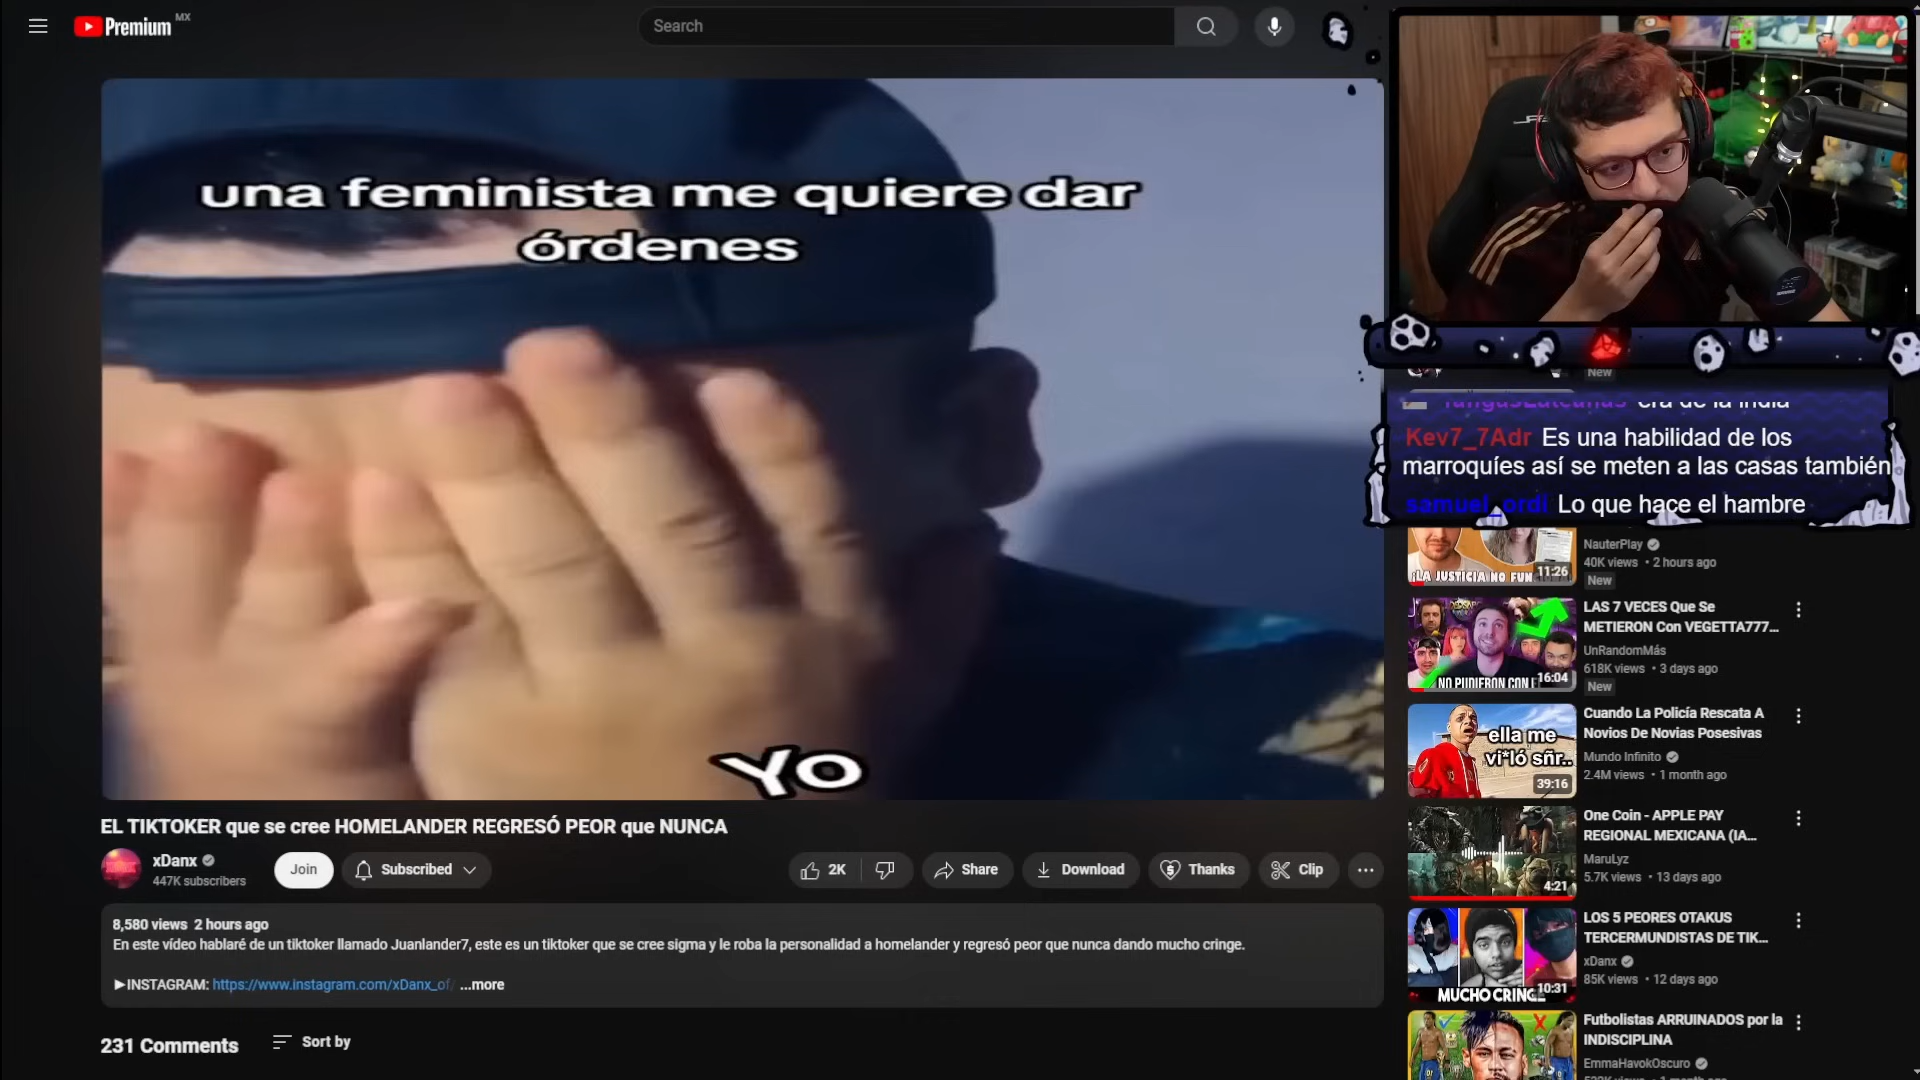 Premium MX
Search
una feminista me quiere dar
órdenes
Yo
EL TIKTOKER que se cree HOMELANDER REGRESÓ PEOR que NUNCA
xDanx
447K subscribers
Join
Subscribed
2K
Share
Download
Thanks
Clip
8,580 views 2 hours ago
En este vídeo hablaré de un tiktoker llamado Juanlander7, este es un tiktoker que se cree sigma y le roba la personalidad a homelander y regresó peor que nunca dando mucho cringe.
►INSTAGRAM: https://www.instagram.com/xDanx_of/ ...more
231 Comments
Sort by
New
era de la india
Kev7_7Adr Es una habilidad de los
marroquíes así se meten a las casas también
samuel_ordi Lo que hace el hambre
¡LA JUSTICIA NO FUN
11:26
NauterPlay
40K views • 2 hours ago
New
NO PUDIERON CON
16:04
LAS 7 VECES Que Se
METIERON Con VEGETTA777...
UnRandomMás
618K views • 3 days ago
New
ella me
vi*ló sñr..
39:16
Cuando La Policía Rescata A
Novios De Novias Posesivas
Mundo Infinito
2.4M views • 1 month ago
4:21
One Coin - APPLE PAY
REGIONAL MEXICANA (IA...
MaruLyz
5.7K views • 13 days ago
MUCHO CRINGE
10:31
LOS 5 PEORES OTAKUS
TERCERMUNDISTAS DE TIK...
xDanx
85K views • 12 days ago
Futbolistas ARRUINADOS por la
INDISCIPLINA
EmmaHavokOscuro